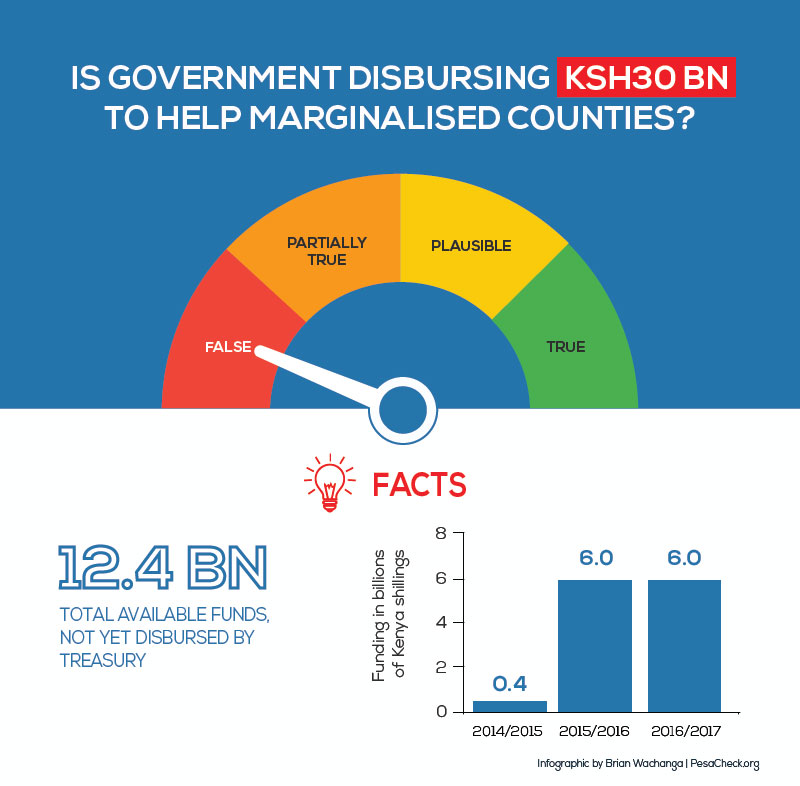 IS GOVERNMENT DISBURSING KSH30 BN
TO HELP MARGINALISED COUNTIES?
PARTIALLY
TRUE
PLAUSIBLE
FALSE
TRUE
FACTS
12.4 BN
TOTAL AVAILABLE FUNDS,
NOT YET DISBURSED BY
TREASURY
Funding in billions
of Kenya shillings
8
6
4
2
0
0.4
6.0
6.0
2014/2015
2015/2016
2016/2017
Infographic by Brian Wachanga | PesaCheck.org